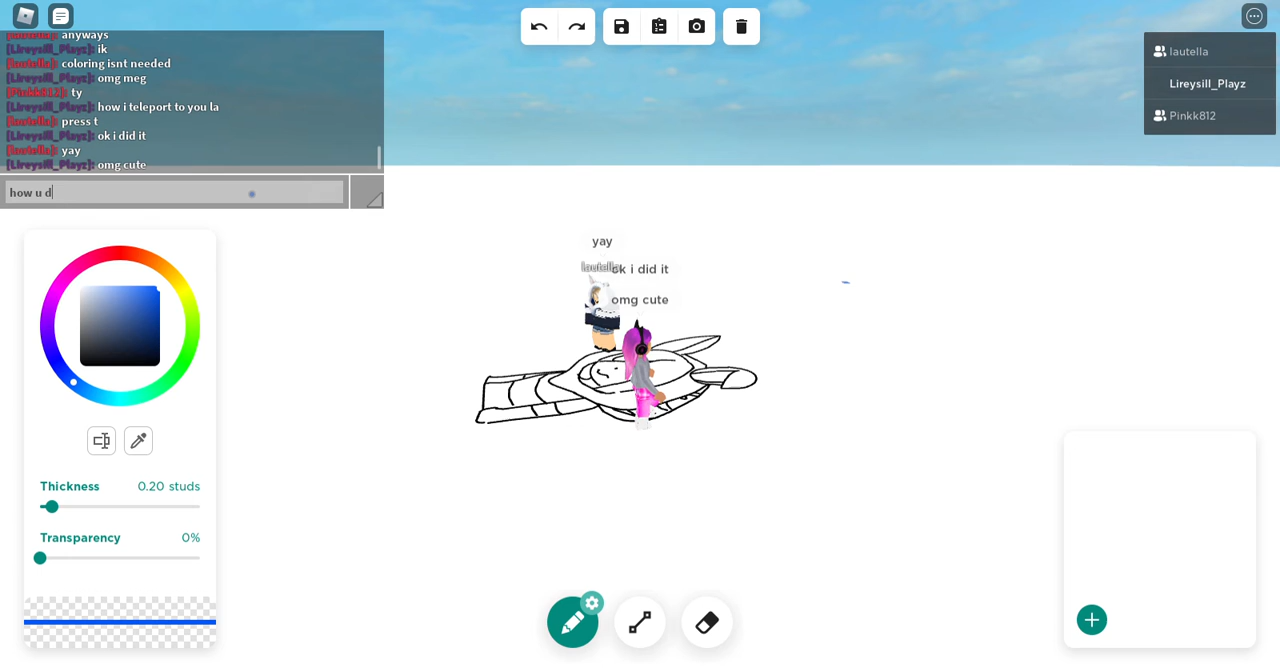 [lautella]: anyways
[Lireysill_Playz]: ik
[lautella]: coloring isnt needed
[Lireysill_Playz]: omg meg
[Pinkk812]: ty
[Lireysill_Playz]: how i teleport to you la
[lautella]: press t
[Lireysill_Playz]: ok i did it
[lautella]: yay
[Lireysill_Playz]: omg cute
how u d
lautella
Lireysill_Playz
Pinkk812
yay
lautella
ok i did it
omg cute
Thickness 0.20 studs
Transparency 0%